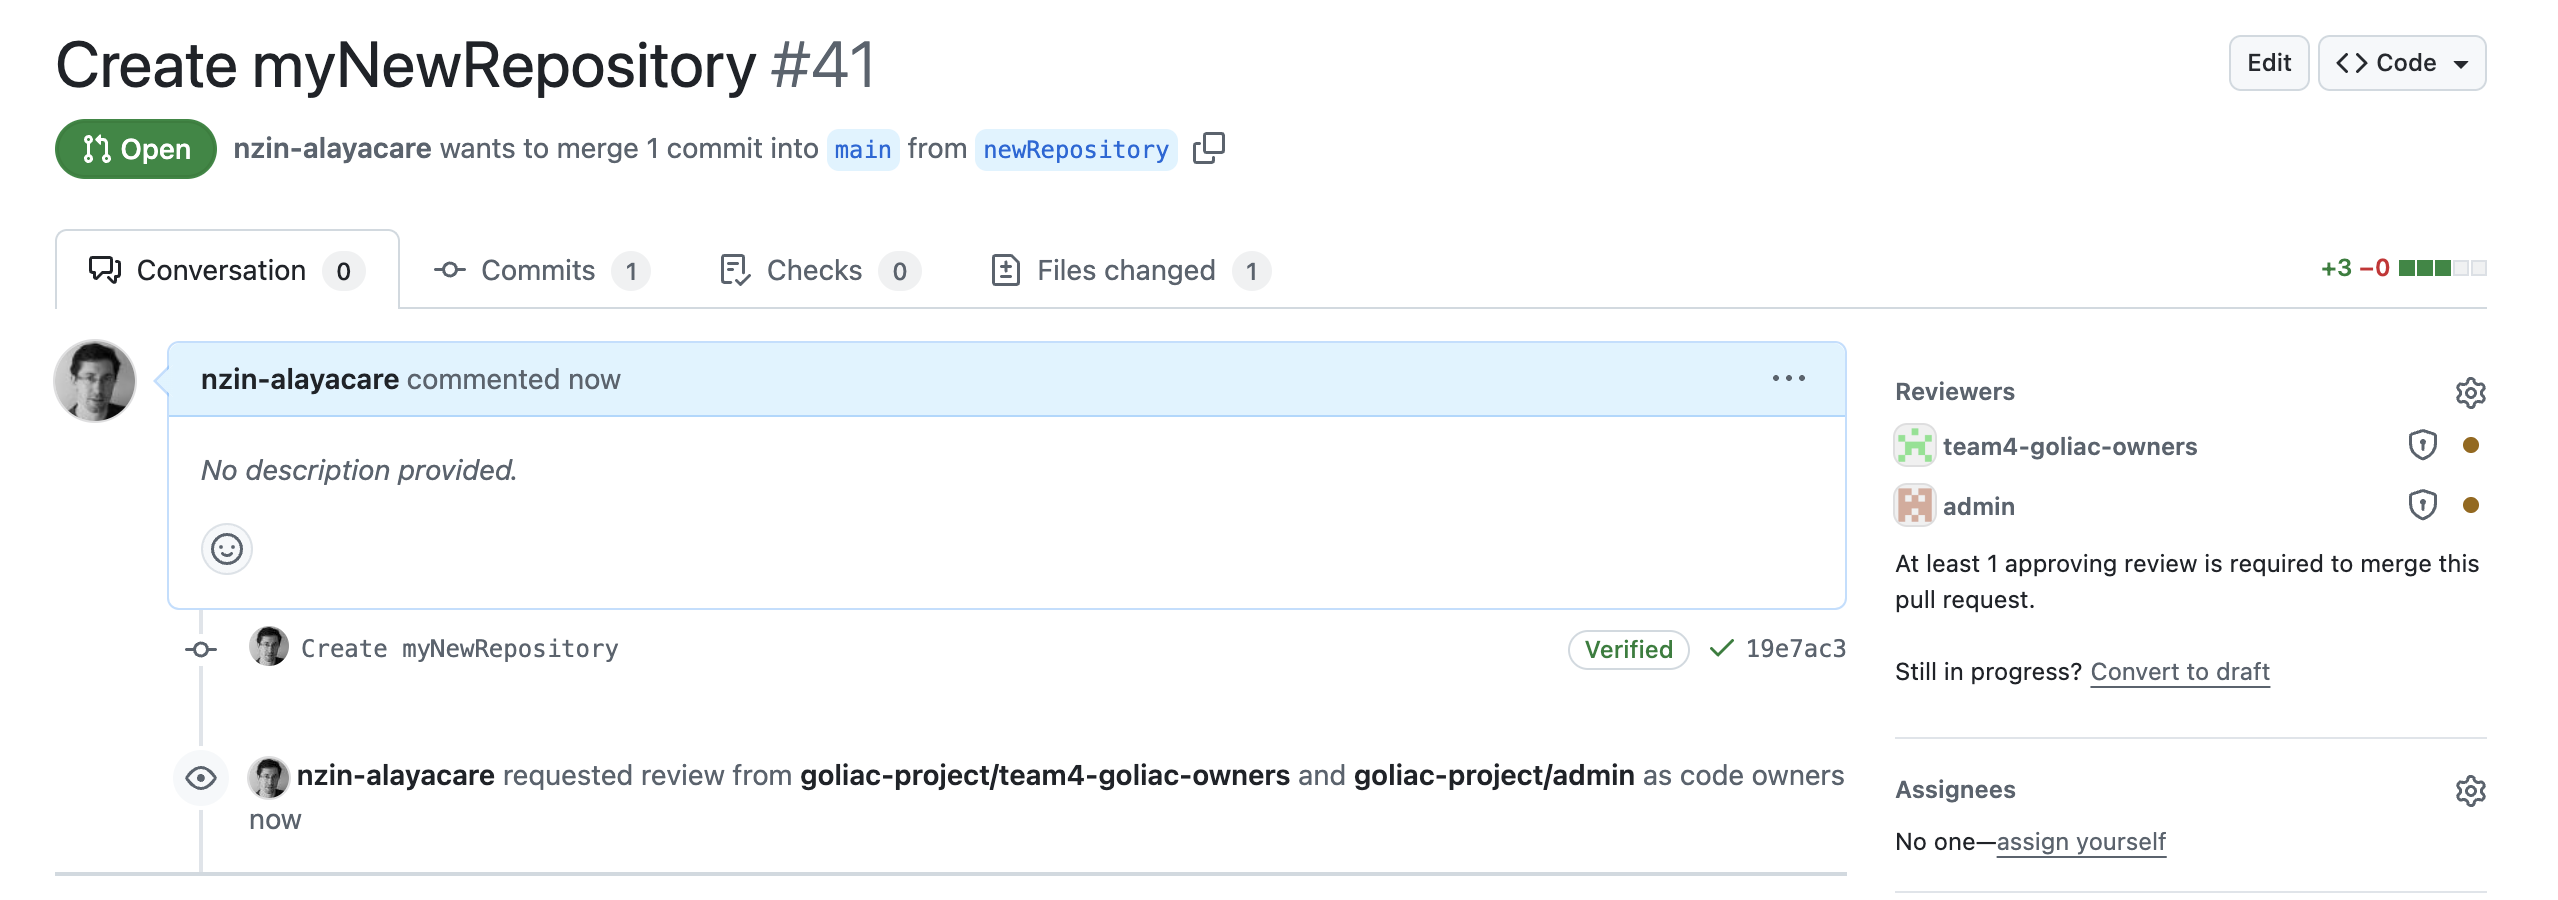 Create myNewRepository #41
Edit
<> Code
Open
nzin-alayacare wants to merge 1 commit into main from newRepository
Conversation 0
Commits 1
Checks 0
Files changed 1
+3 −0
nzin-alayacare commented now
No description provided.
Create myNewRepository
Verified
19e7ac3
nzin-alayacare requested review from goliac-project/team4-goliac-owners and goliac-project/admin as code owners
now
Reviewers
team4-goliac-owners
admin
At least 1 approving review is required to merge this
pull request.
Still in progress? Convert to draft
Assignees
No one—assign yourself